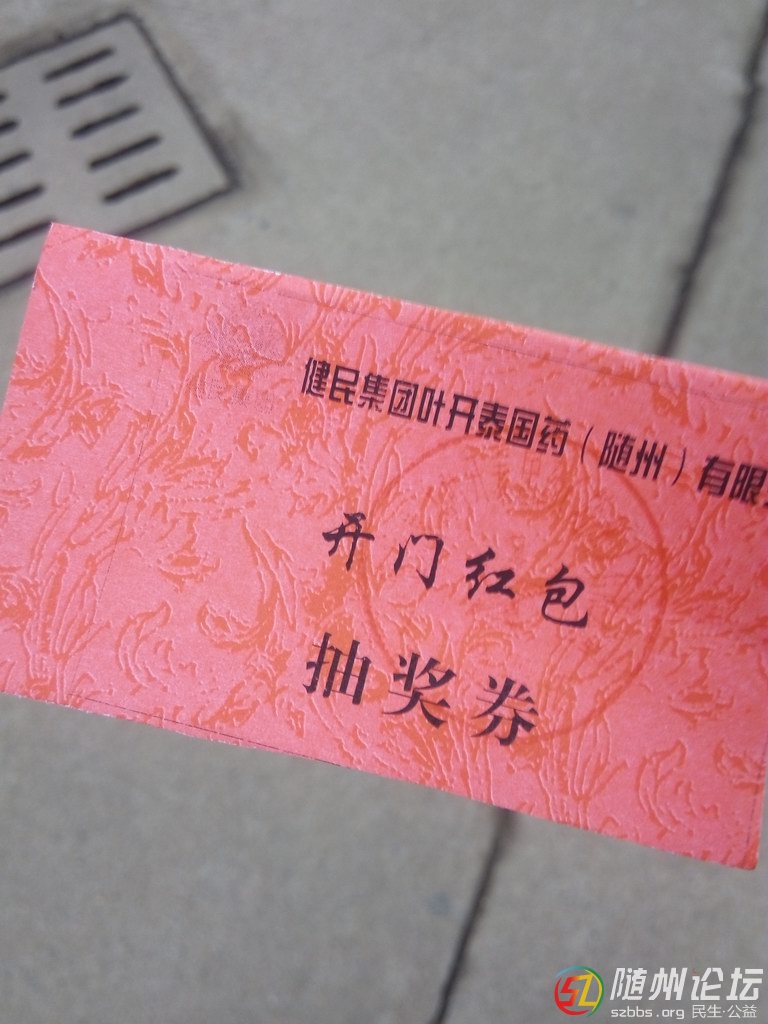 健民集团叶开泰国药（随州）有限
开门红包
抽奖券
随州论坛
szbbs.org 民生·公益